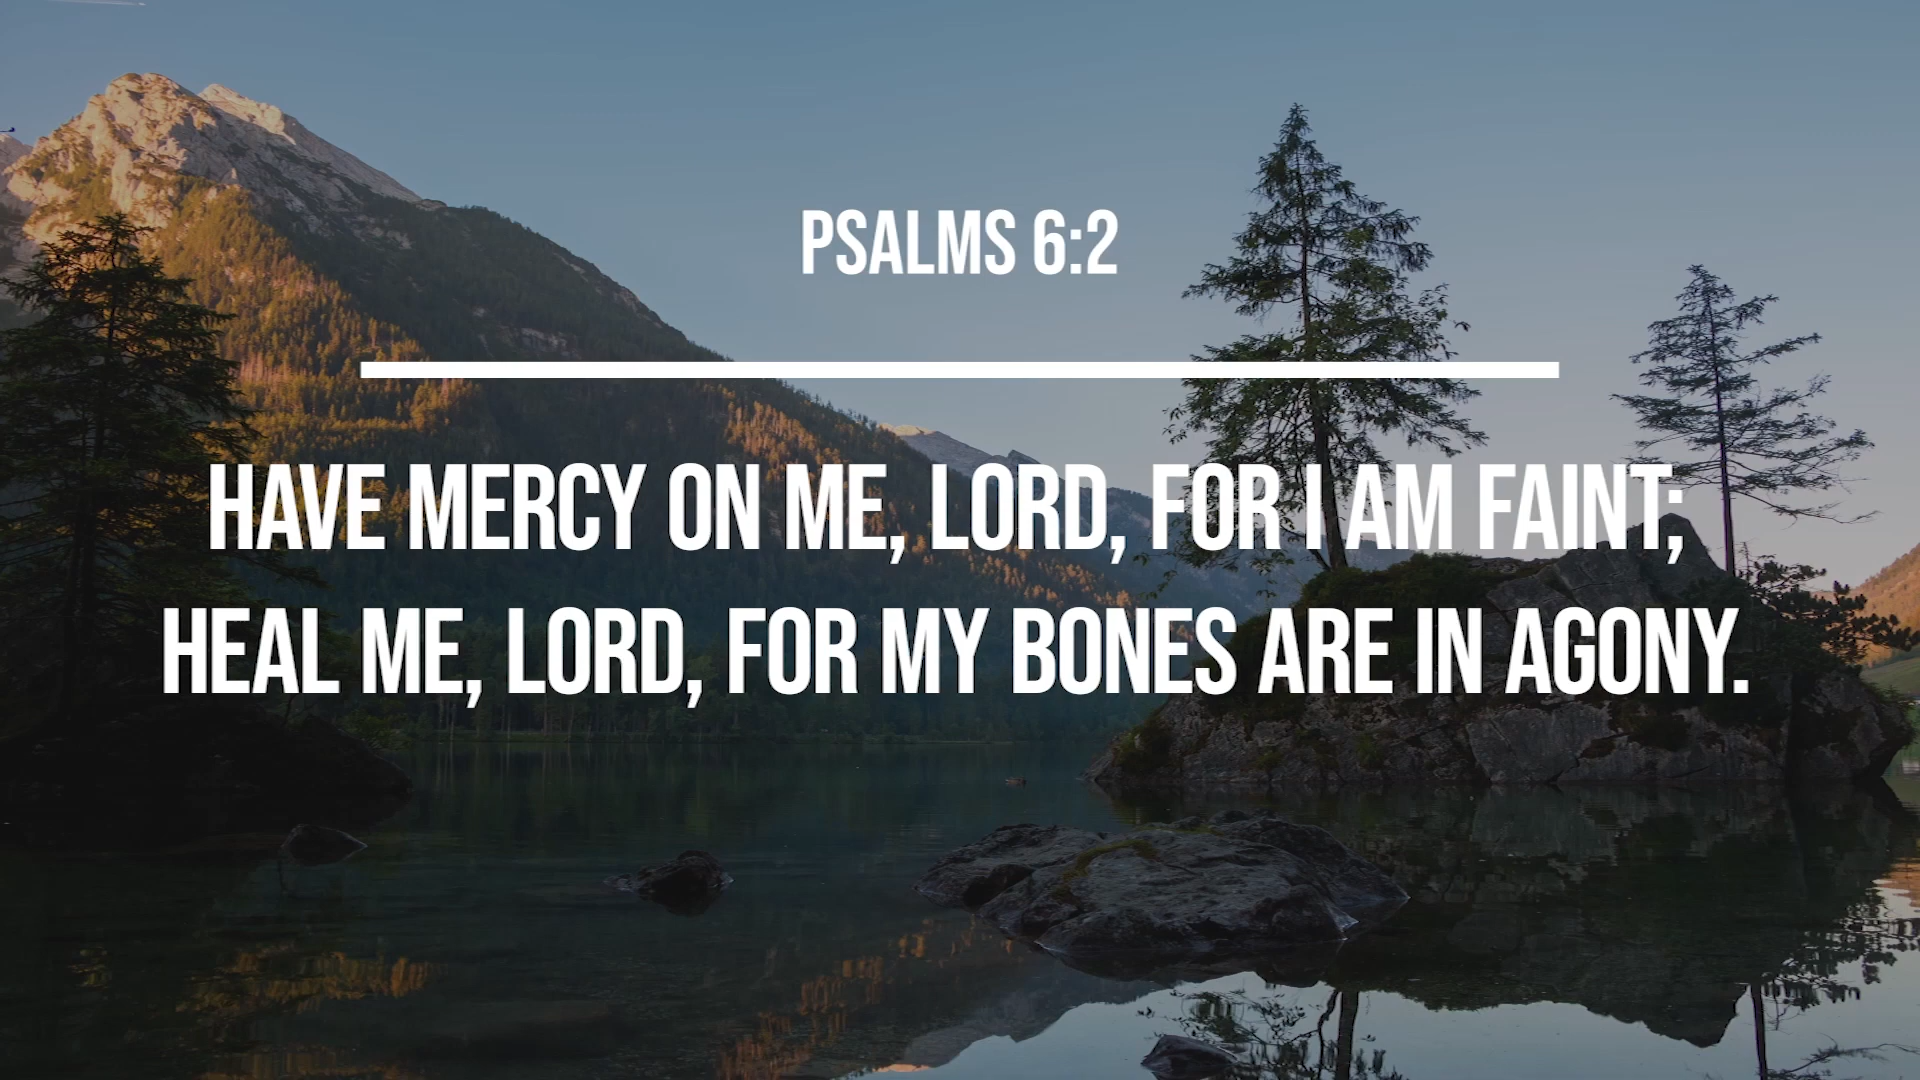 PSALMS 6:2
HAVE MERCY ON ME, LORD, FOR I AM FAINT;
HEAL ME, LORD, FOR MY BONES ARE IN AGONY.